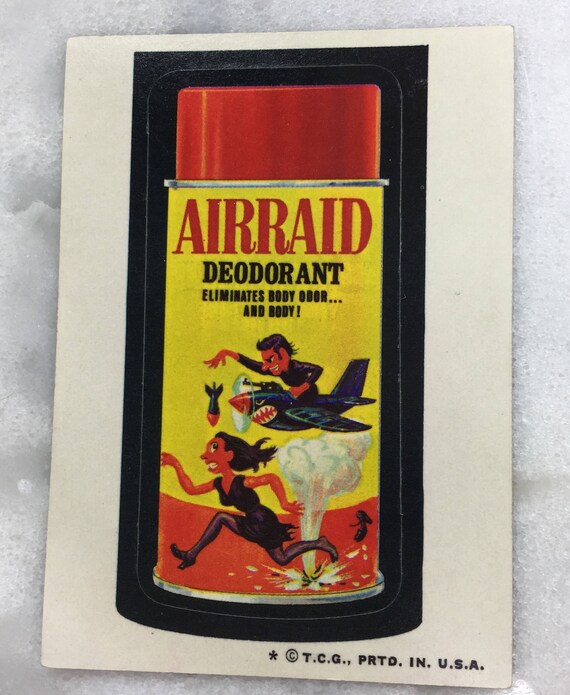 AIRRAID
DEODORANT
ELIMINATES BODY ODOR...
AND BODY!
* © T.C.G., PRTD. IN. U.S.A.